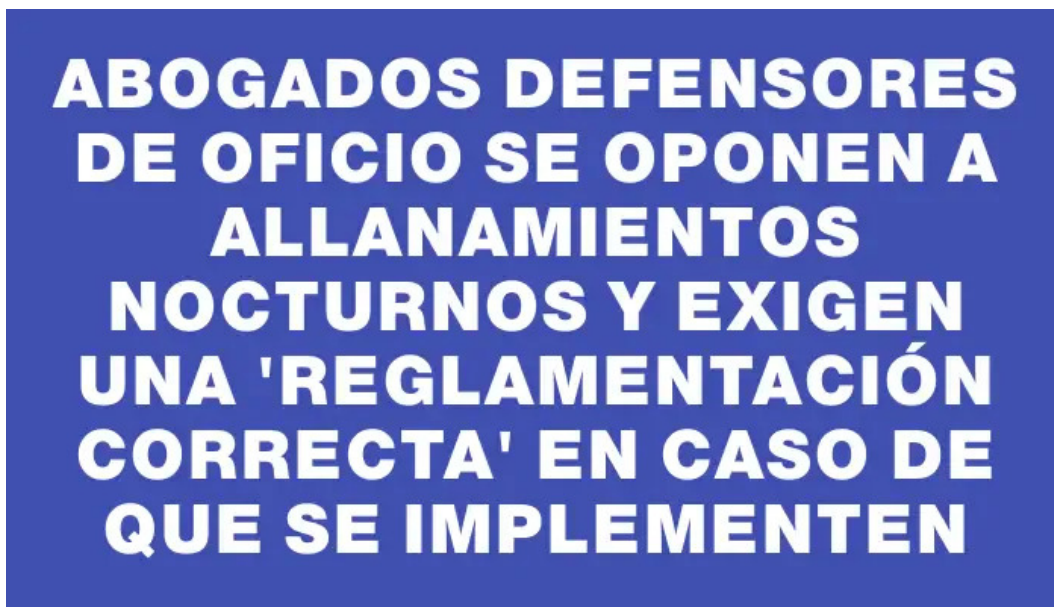 ABOGADOS DEFENSORES
DE OFICIO SE OPONEN A
ALLANAMIENTOS
NOCTURNOS Y EXIGEN
UNA 'REGLAMENTACIÓN
CORRECTA' EN CASO DE
QUE SE IMPLEMENTEN